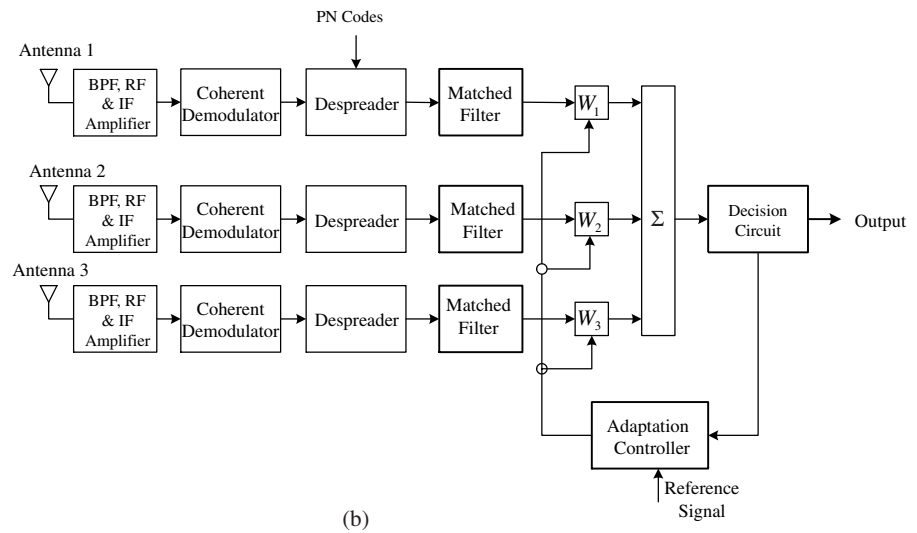 PN Codes
Antenna 1
BPF, RF
& IF
Amplifier
Coherent
Demodulator
Despreader
Matched
Filter
W1
Antenna 2
BPF, RF
& IF
Amplifier
Coherent
Demodulator
Despreader
Matched
Filter
W2
Σ
Decision
Circuit
Output
Antenna 3
BPF, RF
& IF
Amplifier
Coherent
Demodulator
Despreader
Matched
Filter
W3
Adaptation
Controller
Reference
Signal
(b)